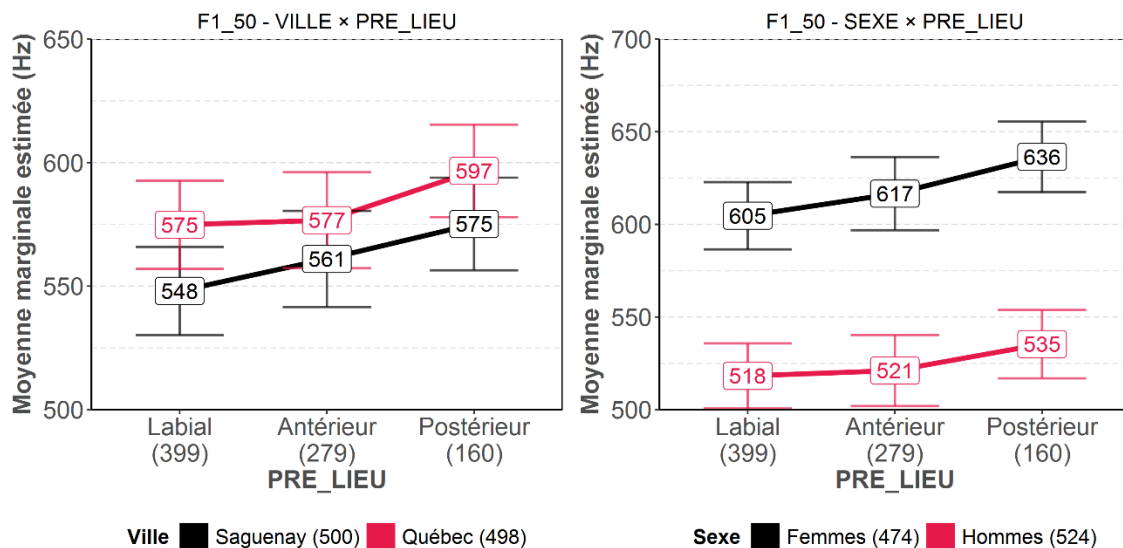 F1_50 - VILLE × PRE_LIEU
Moyenne marginale estimée (Hz)
650
600
550
500
575
577
597
548
561
575
Labial Antérieur Postérieur
(399) (279) (160)
PRE_LIEU
Ville Saguenay (500) Québec (498)
F1_50 - SEXE × PRE_LIEU
Moyenne marginale estimée (Hz)
700
650
600
550
500
605
617
636
518
521
535
Labial Antérieur Postérieur
(399) (279) (160)
PRE_LIEU
Sexe Femmes (474) Hommes (524)